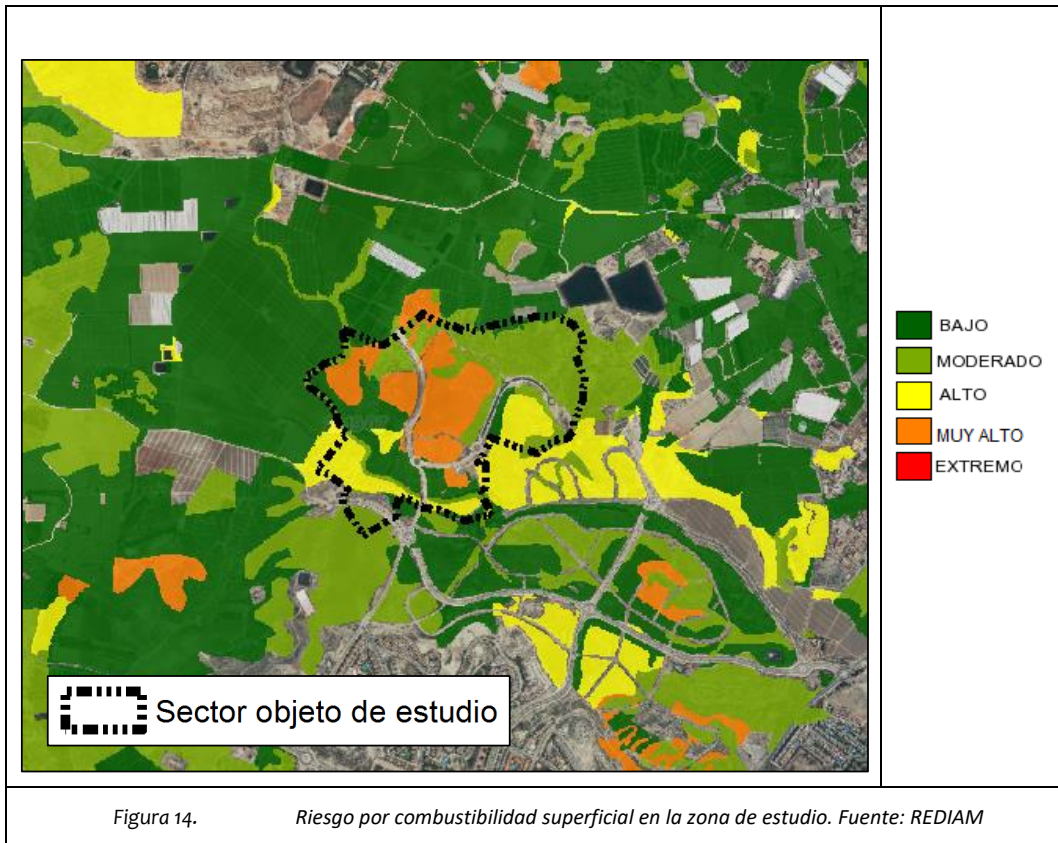 BAJO
MODERADO
ALTO
MUY ALTO
EXTREMO
Sector objeto de estudio
Figura 14. Riesgo por combustibilidad superficial en la zona de estudio. Fuente: REDIAM